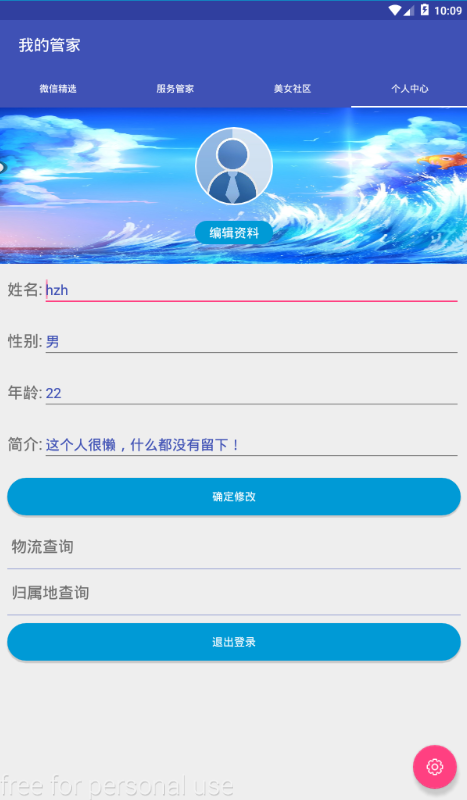 10:09
我的管家
微信精选 服务管家 美女社区 个人中心
编辑资料
姓名: hzh
性别: 男
年龄: 22
简介: 这个人很懒，什么都没有留下！
确定修改
物流查询
归属地查询
退出登录
free for personal use